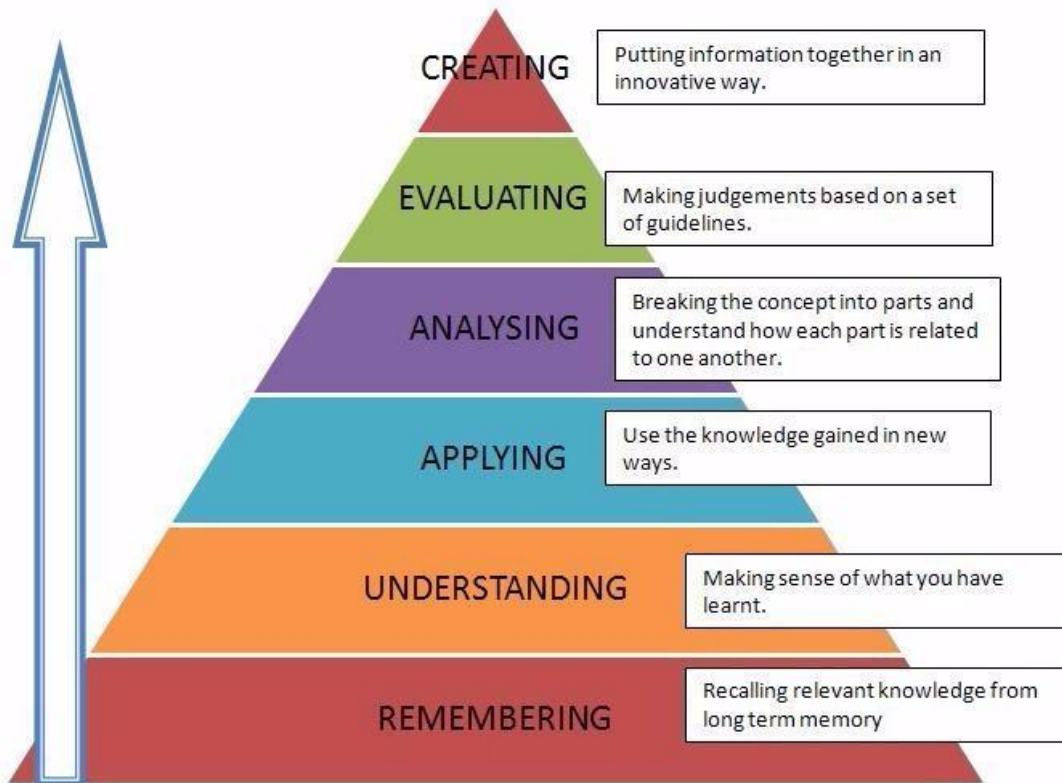 CREATING
Putting information together in an
innovative way.
EVALUATING
Making judgements based on a set
of guidelines.
ANALYSING
Breaking the concept into parts and
understand how each part is related
to one another.
APPLYING
Use the knowledge gained in new
ways.
UNDERSTANDING
Making sense of what you have
learnt.
REMEMBERING
Recalling relevant knowledge from
long term memory